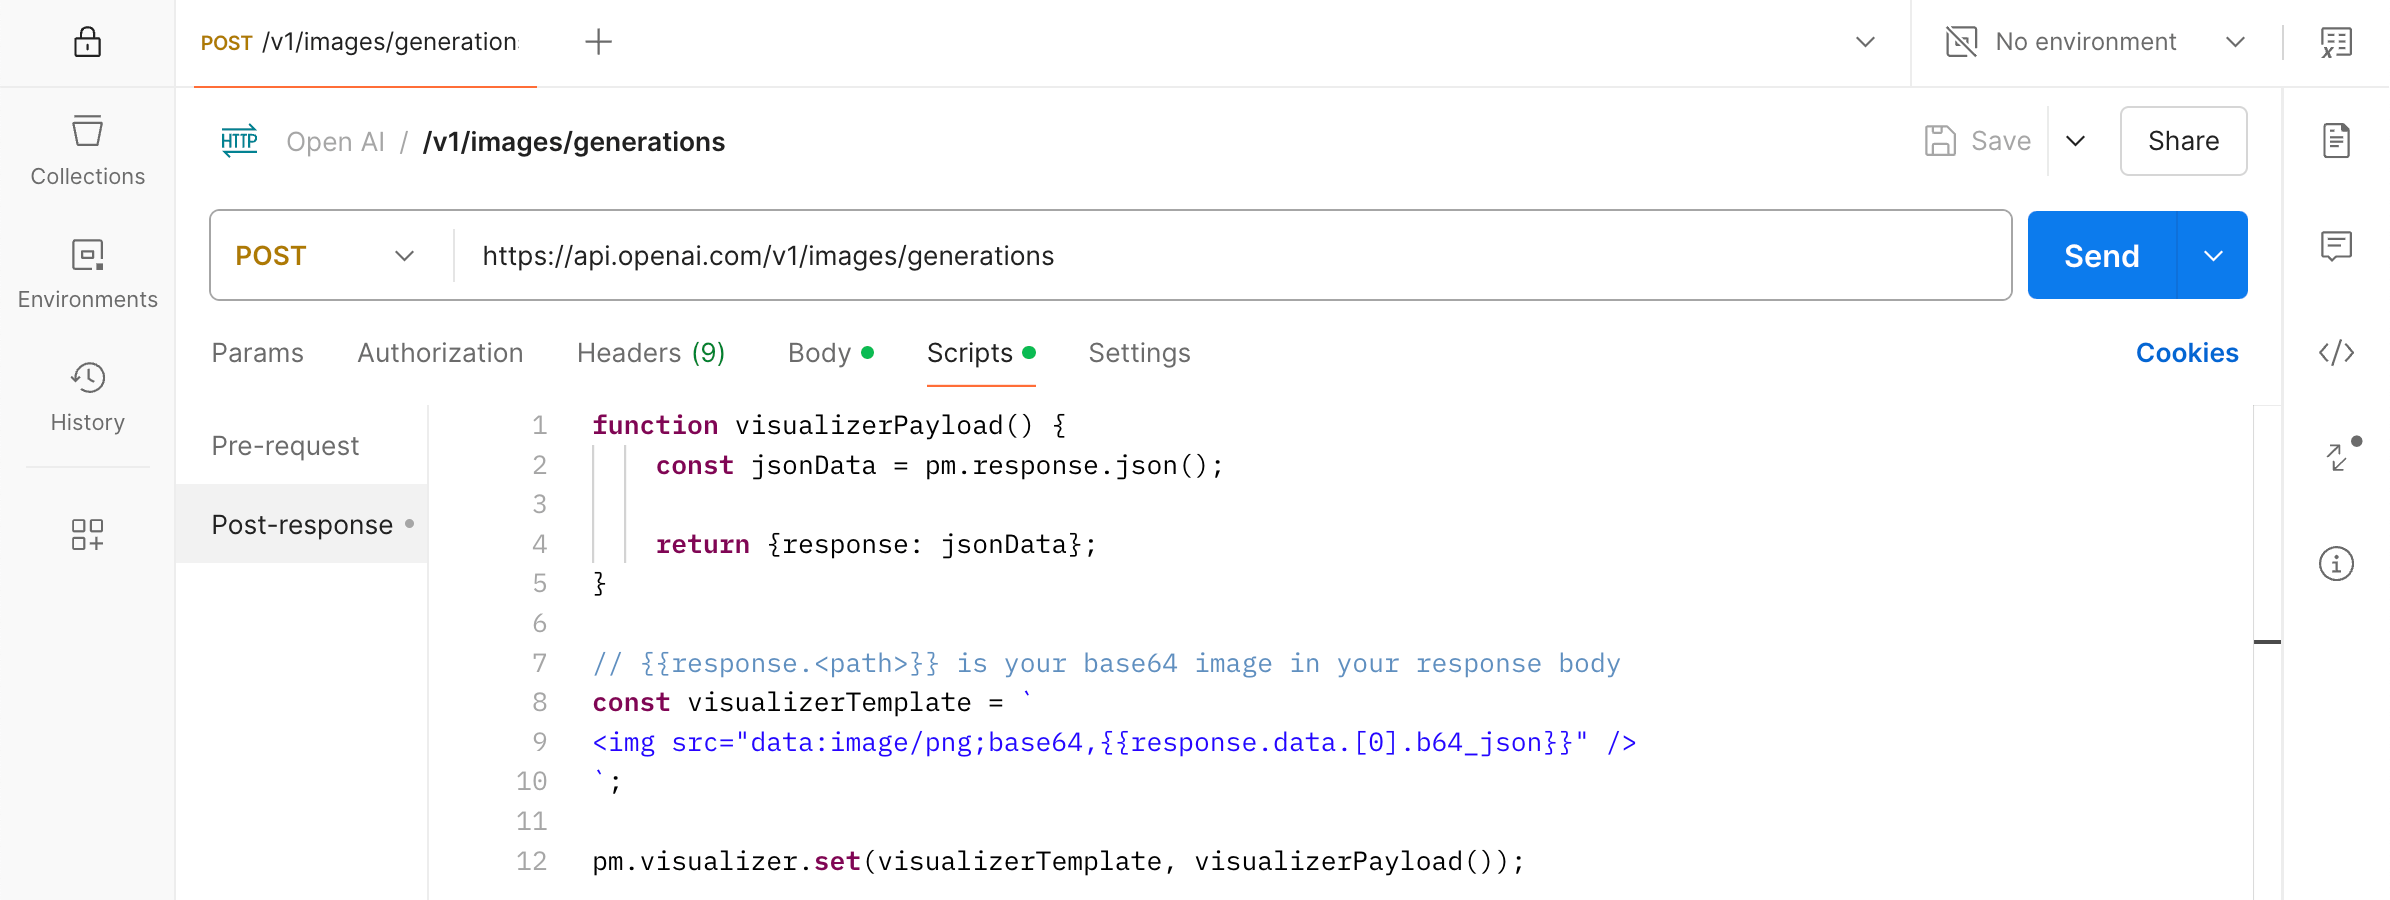 POST /v1/images/generation
No environment
Collections
Environments
History
HTTP Open AI / /v1/images/generations
Save
Share
POST
https://api.openai.com/v1/images/generations
Send
Params Authorization Headers (9) Body Scripts Settings
Cookies
Pre-request
Post-response
1 function visualizerPayload() {
2 const jsonData = pm.response.json();
3
4 return {response: jsonData};
5 }
6
7 // {{response.<path>}} is your base64 image in your response body
8 const visualizerTemplate = `
9 <img src="data:image/png;base64,{{response.data.[0].b64_json}}" />
10 `;
11
12 pm.visualizer.set(visualizerTemplate, visualizerPayload());